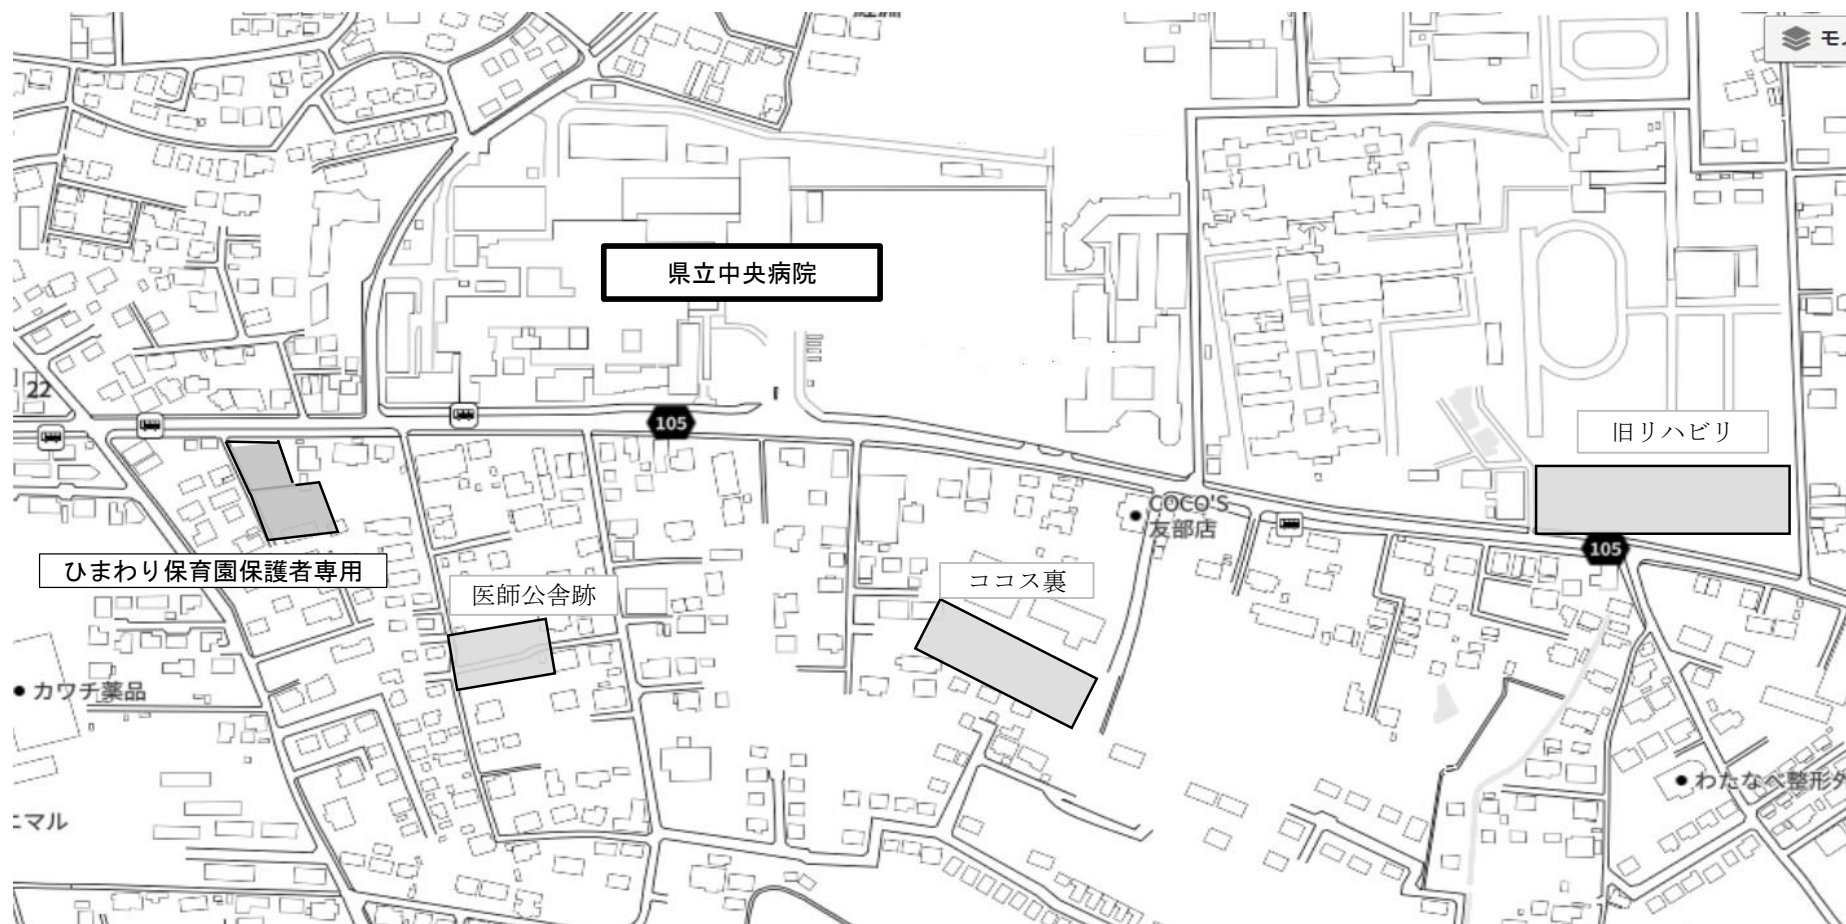 県立中央病院
22
105
旧リハビリ
COCO'S
友部店
105
ひまわり保育園保護者専用
医師公舎跡
ココス裏
カワチ薬品
わたなべ整形外
マル